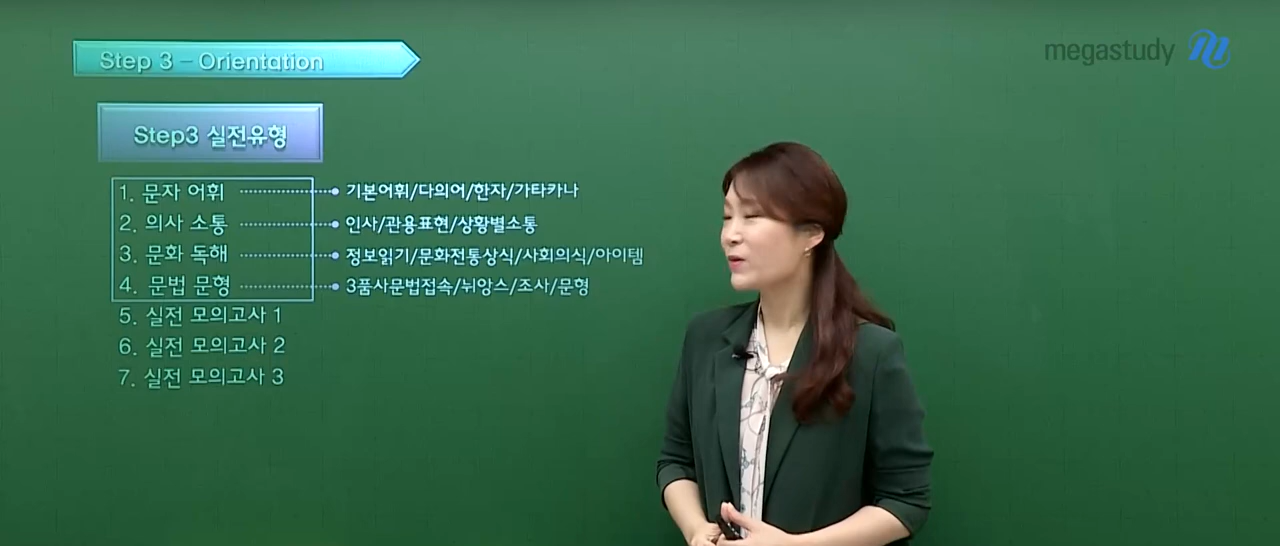 Step 3 – Orientation
megastudy
Step3 실전유형
1. 문자 어휘 기본어휘/다의어/한자/가타카나
2. 의사 소통 인사/관용표현/상황별소통
3. 문화 독해 정보읽기/문화전통상식/사회의식/아이템
4. 문법 문형 3품사문법접속/뉘앙스/조사/문형
5. 실전 모의고사 1
6. 실전 모의고사 2
7. 실전 모의고사 3